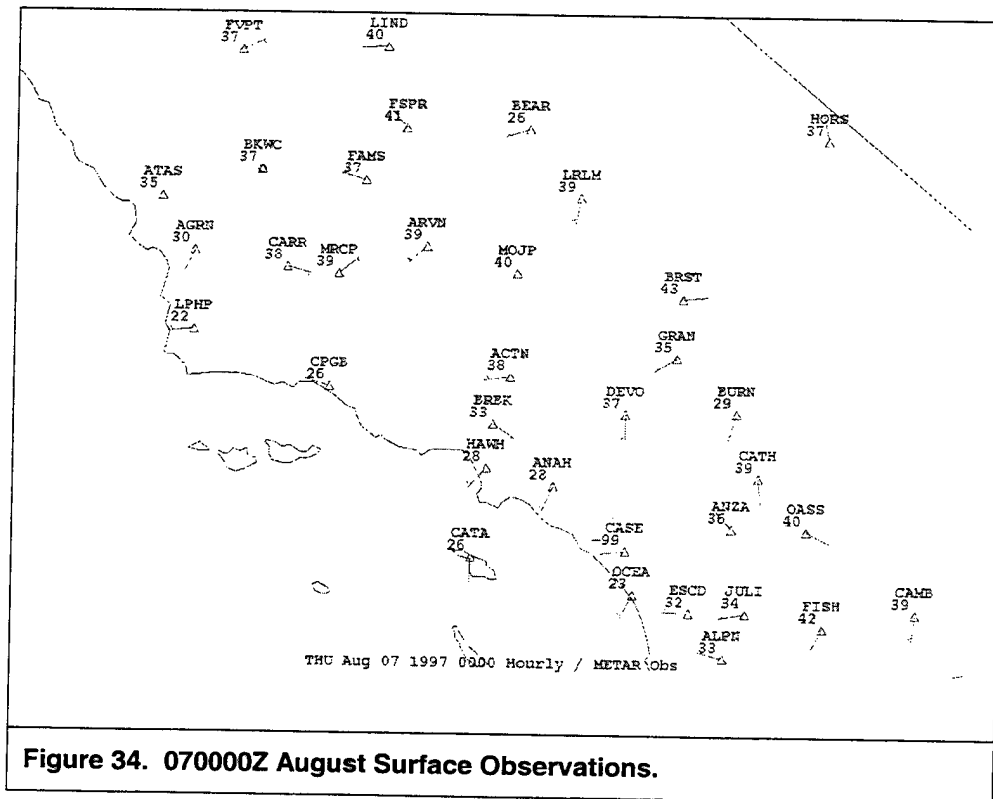 FVPT
37
LIND
40
FSPR
41
BEAR
26
HORS
37
BKWC
37
FAMS
37
ATAS
35
LRLM
39
AGRN
30
CARR
38
MRCP
39
ARVN
39
MOJP
40
BRST
43
LPHP
22
GRAN
35
CPGB
26
ACTN
38
BREK
33
DEVO
37
BURN
29
HAWH
28
ANAH
28
CATH
39
ANZA
36
OASS
40
CATA
26
CASE
-99
OCEA
23
ESCD
32
JULI
34
FISH
42
CAMB
39
ALPN
33
THU Aug 07 1997 0000 Hourly / METAR Obs
Figure 34. 070000Z August Surface Observations.